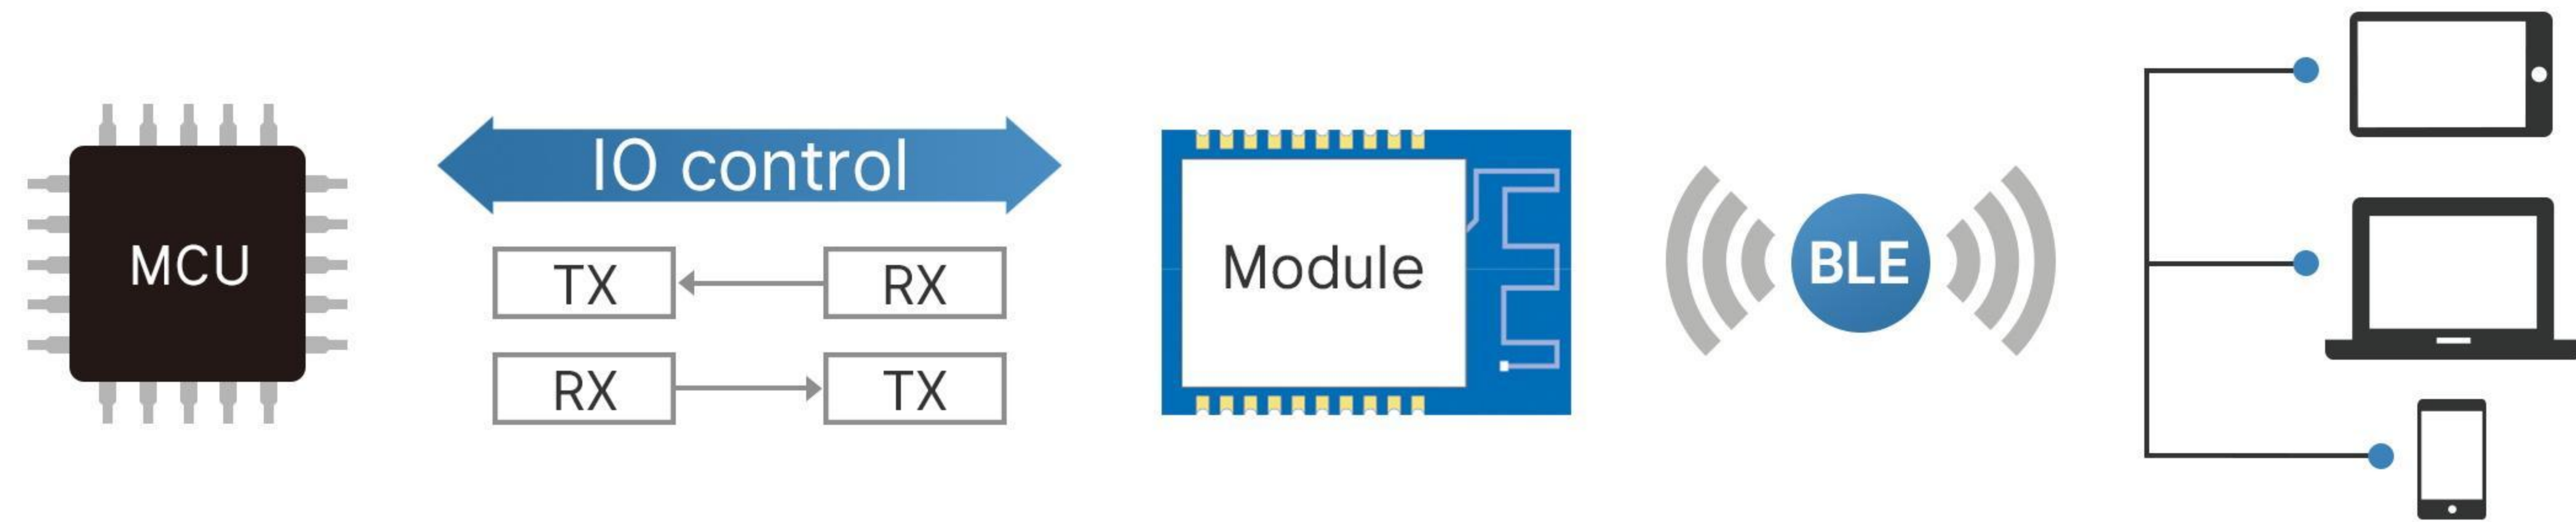 MCU
IO control
TX
RX
RX
TX
Module
BLE